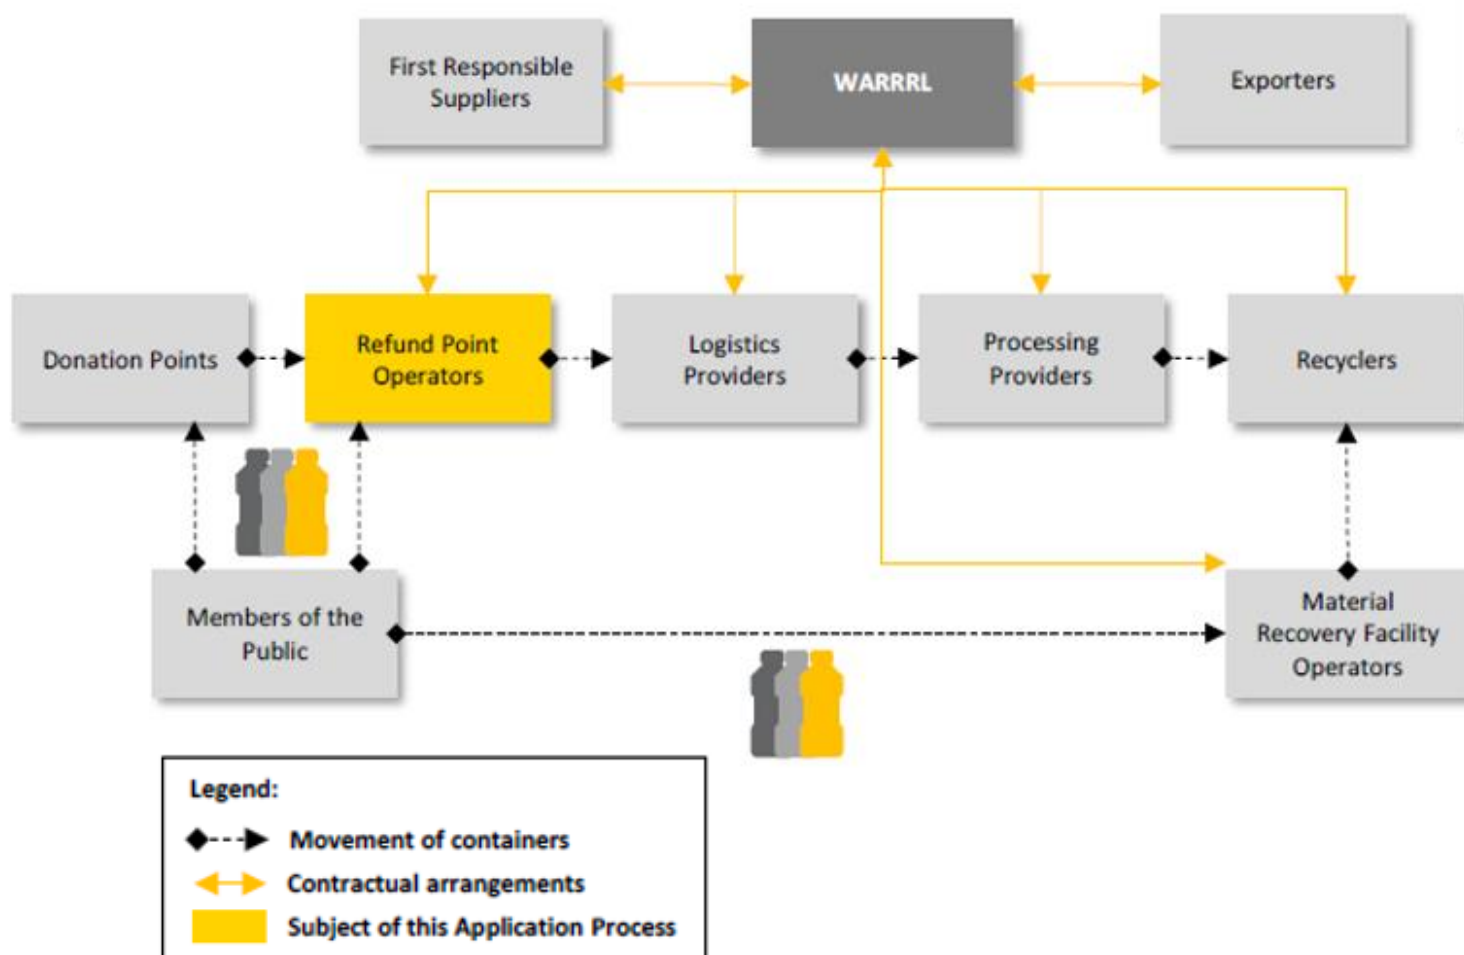 First Responsible
Suppliers
WARRRL
Exporters
Donation Points
Refund Point
Operators
Logistics
Providers
Processing
Providers
Recyclers
Members of the
Public
Material
Recovery Facility
Operators
Legend:
Movement of containers
Contractual arrangements
Subject of this Application Process